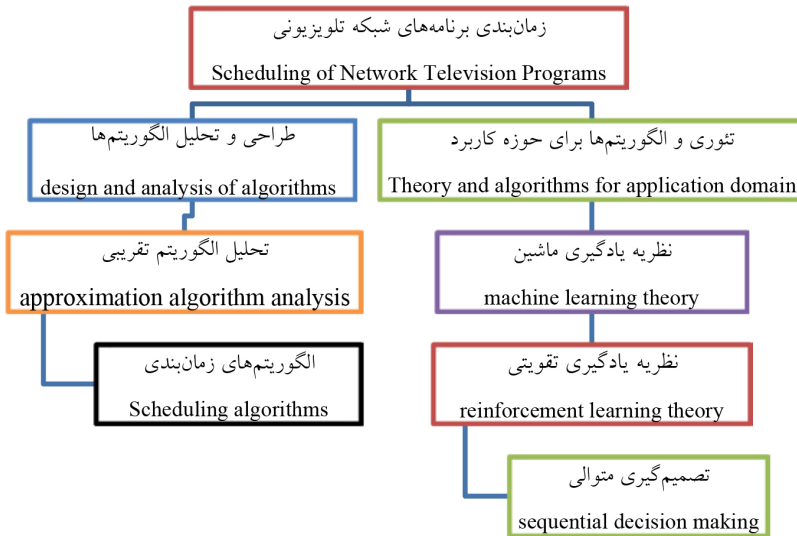 زمان‌بندی برنامه‌های شبکه تلویزیونی
Scheduling of Network Television Programs
طراحی و تحلیل الگوریتم‌ها
design and analysis of algorithms
تئوری و الگوریتم‌ها برای حوزه کاربرد
Theory and algorithms for application domain
تحلیل الگوریتم تقریبی
approximation algorithm analysis
نظریه یادگیری ماشین
machine learning theory
الگوریتم‌های زمان‌بندی
Scheduling algorithms
نظریه یادگیری تقویتی
reinforcement learning theory
تصمیم‌گیری متوالی
sequential decision making